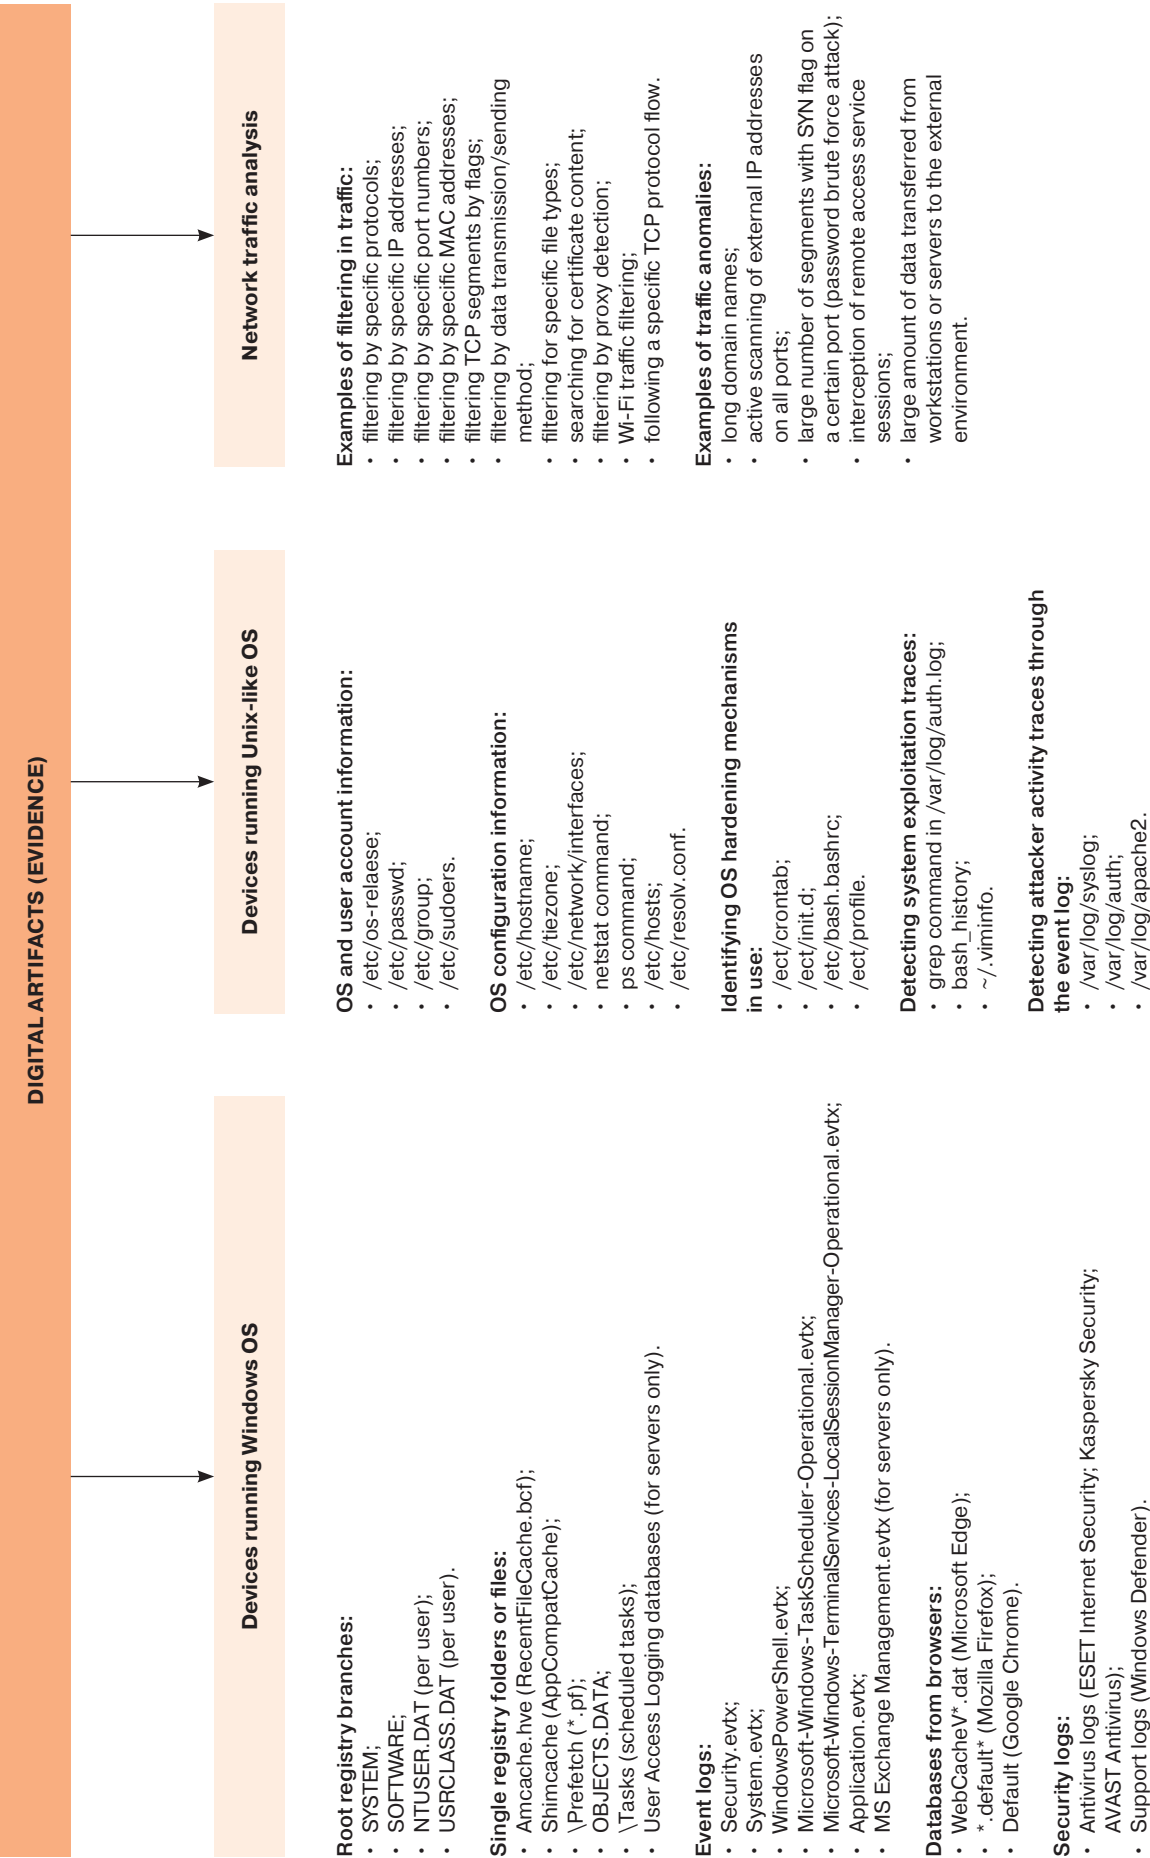 DIGITAL ARTIFACTS (EVIDENCE)
Devices running Windows OS
Root registry branches:
• SYSTEM;
• SOFTWARE;
• NTUSER.DAT (per user);
• USRCLASS.DAT (per user).
Single registry folders or files:
• Amcache.hve (RecentFileCache.bcf);
• Shimcache (AppCompatCache);
• \Prefetch (*.pf);
• OBJECTS.DATA;
• \Tasks (scheduled tasks);
• User Access Logging databases (for servers only).
Event logs:
• Security.evtx;
• System.evtx;
• WindowsPowerShell.evtx;
• Microsoft-Windows-TaskScheduler-Operational.evtx;
• Microsoft-Windows-TerminalServices-LocalSessionManager-Operational.evtx;
• Application.evtx;
• MS Exchange Management.evtx (for servers only).
Databases from browsers:
• WebCacheV*.dat (Microsoft Edge);
• *.default* (Mozilla Firefox);
• Default (Google Chrome).
Security logs:
• Antivirus logs (ESET Internet Security; Kaspersky Security;
AVAST Antivirus);
• Support logs (Windows Defender).
Devices running Unix-like OS
OS and user account information:
• /etc/os-relaese;
• /etc/passwd;
• /etc/group;
• /etc/sudoers.
OS configuration information:
• /etc/hostname;
• /etc/tiezone;
• /etc/network/interfaces;
• netstat command;
• ps command;
• /etc/hosts;
• /etc/resolv.conf.
Identifying OS hardening mechanisms
in use:
• /ect/crontab;
• /ect/init.d;
• /etc/bash.bashrc;
• /ect/profile.
Detecting system exploitation traces:
• grep command in /var/log/auth.log;
• bash_history;
• ~/.viminfo.
Detecting attacker activity traces through
the event log:
• /var/log/syslog;
• /var/log/auth;
• /var/log/apache2.
Network traffic analysis
Examples of filtering in traffic:
• filtering by specific protocols;
• filtering by specific IP addresses;
• filtering by specific port numbers;
• filtering by specific MAC addresses;
• filtering TCP segments by flags;
• filtering by data transmission/sending
method;
• filtering for specific file types;
• searching for certificate content;
• filtering by proxy detection;
• Wi-Fi traffic filtering;
• following a specific TCP protocol flow.
Examples of traffic anomalies:
• long domain names;
• active scanning of external IP addresses
on all ports;
• large number of segments with SYN flag on
a certain port (password brute force attack);
• interception of remote access service
sessions;
• large amount of data transferred from
workstations or servers to the external
environment.